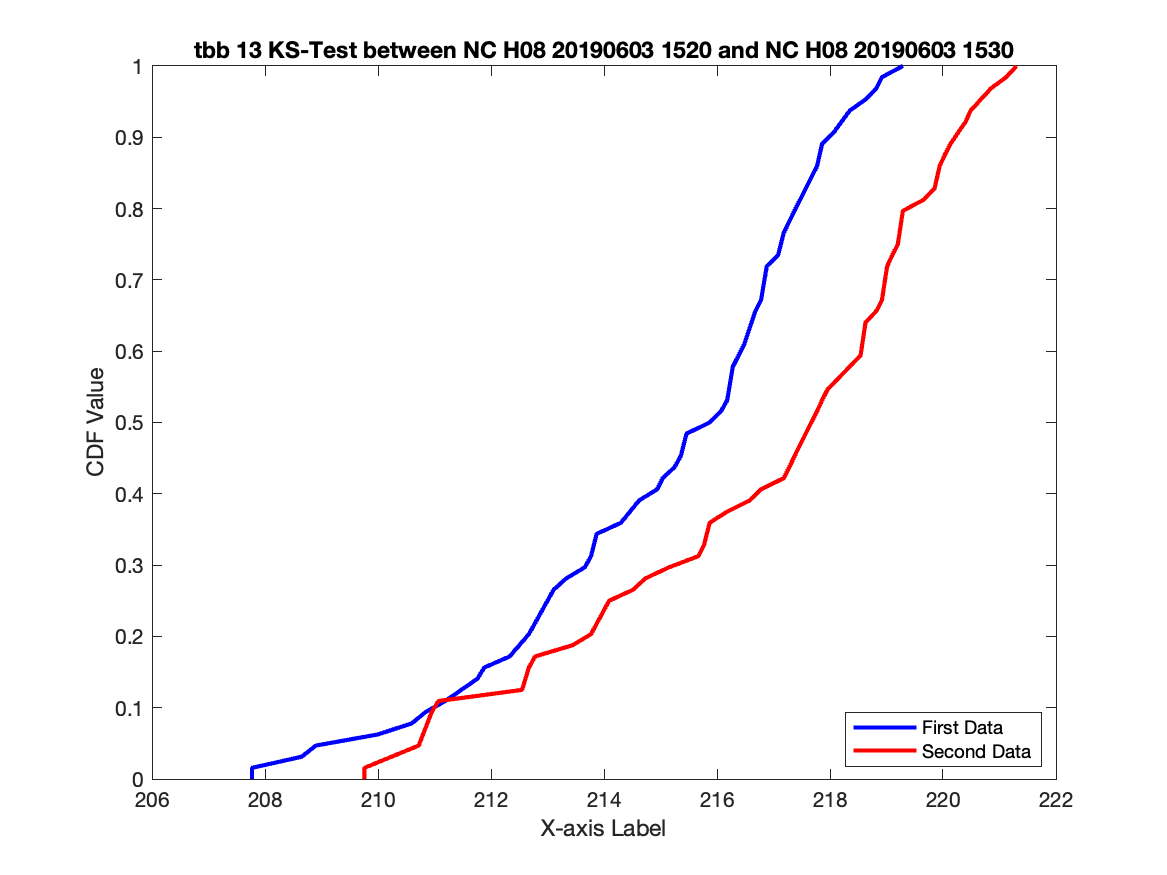 tbb 13 KS-Test between NC H08 20190603 1520 and NC H08 20190603 1530
1
0.9
0.8
0.7
0.6
0.5
0.4
0.3
0.2
0.1
0
CDF Value
First Data
Second Data
206 208 210 212 214 216 218 220 222
X-axis Label